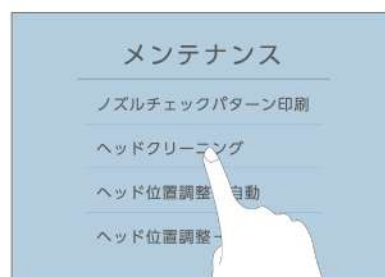 メンテナンス
ノズルチェックパターン印刷
ヘッドクリーニング
ヘッド位置調整 自動
ヘッド位置調整 -